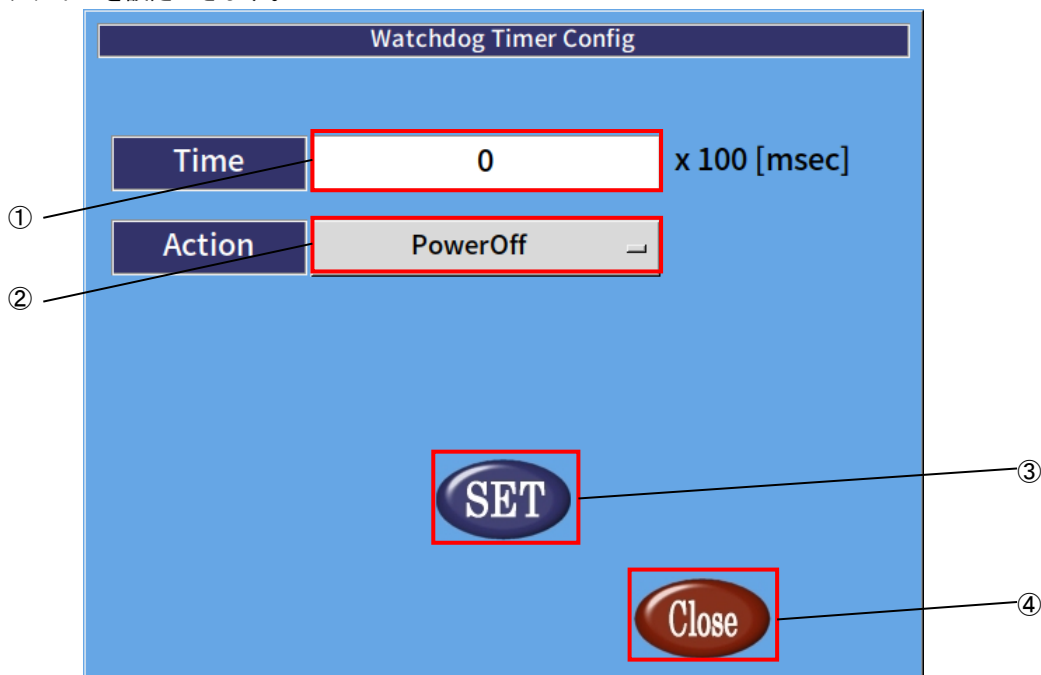 Watchdog Timer Config
Time 0 x 100 [msec]
①
Action PowerOff
②
SET ③
Close ④